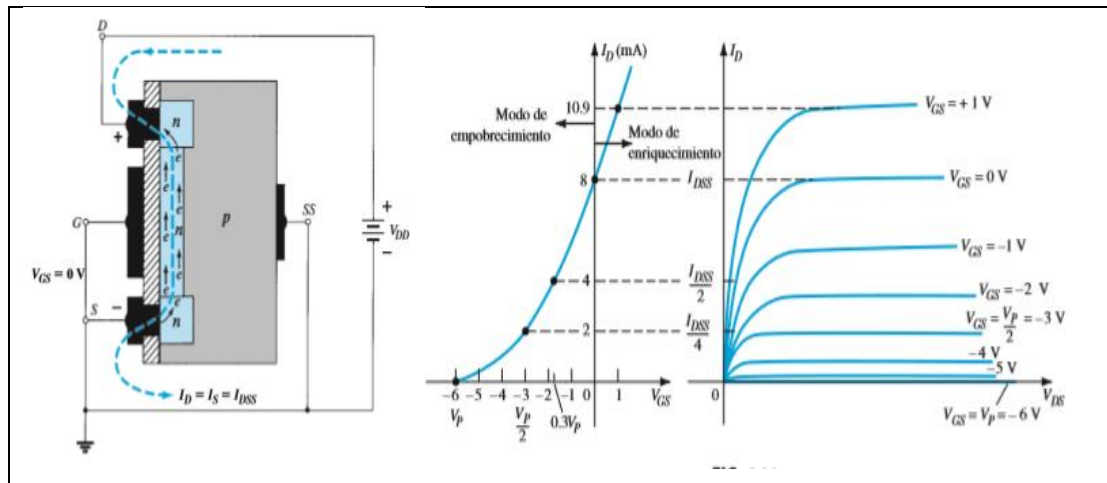 D
n
+
e
e
e
e
e
n
e
e
e
e
p
G
SS
+
V_DD
−
V_GS = 0 V
S
−
n
I_D = I_S = I_DSS
I_D (mA)
10.9
Modo de
empobrecimiento
Modo de
enriquecimiento
8
4
2
−6 −5 −4 −3 −2 −1 0 1 V_GS
V_P
V_P/2
0.3V_P
I_D
I_DSS
I_DSS/2
I_DSS/4
0
V_GS = + 1 V
V_GS = 0 V
V_GS = −1 V
V_GS = −2 V
V_GS = V_P/2 = −3 V
−4 V
−5 V
V_DS
V_GS = V_P = −6 V